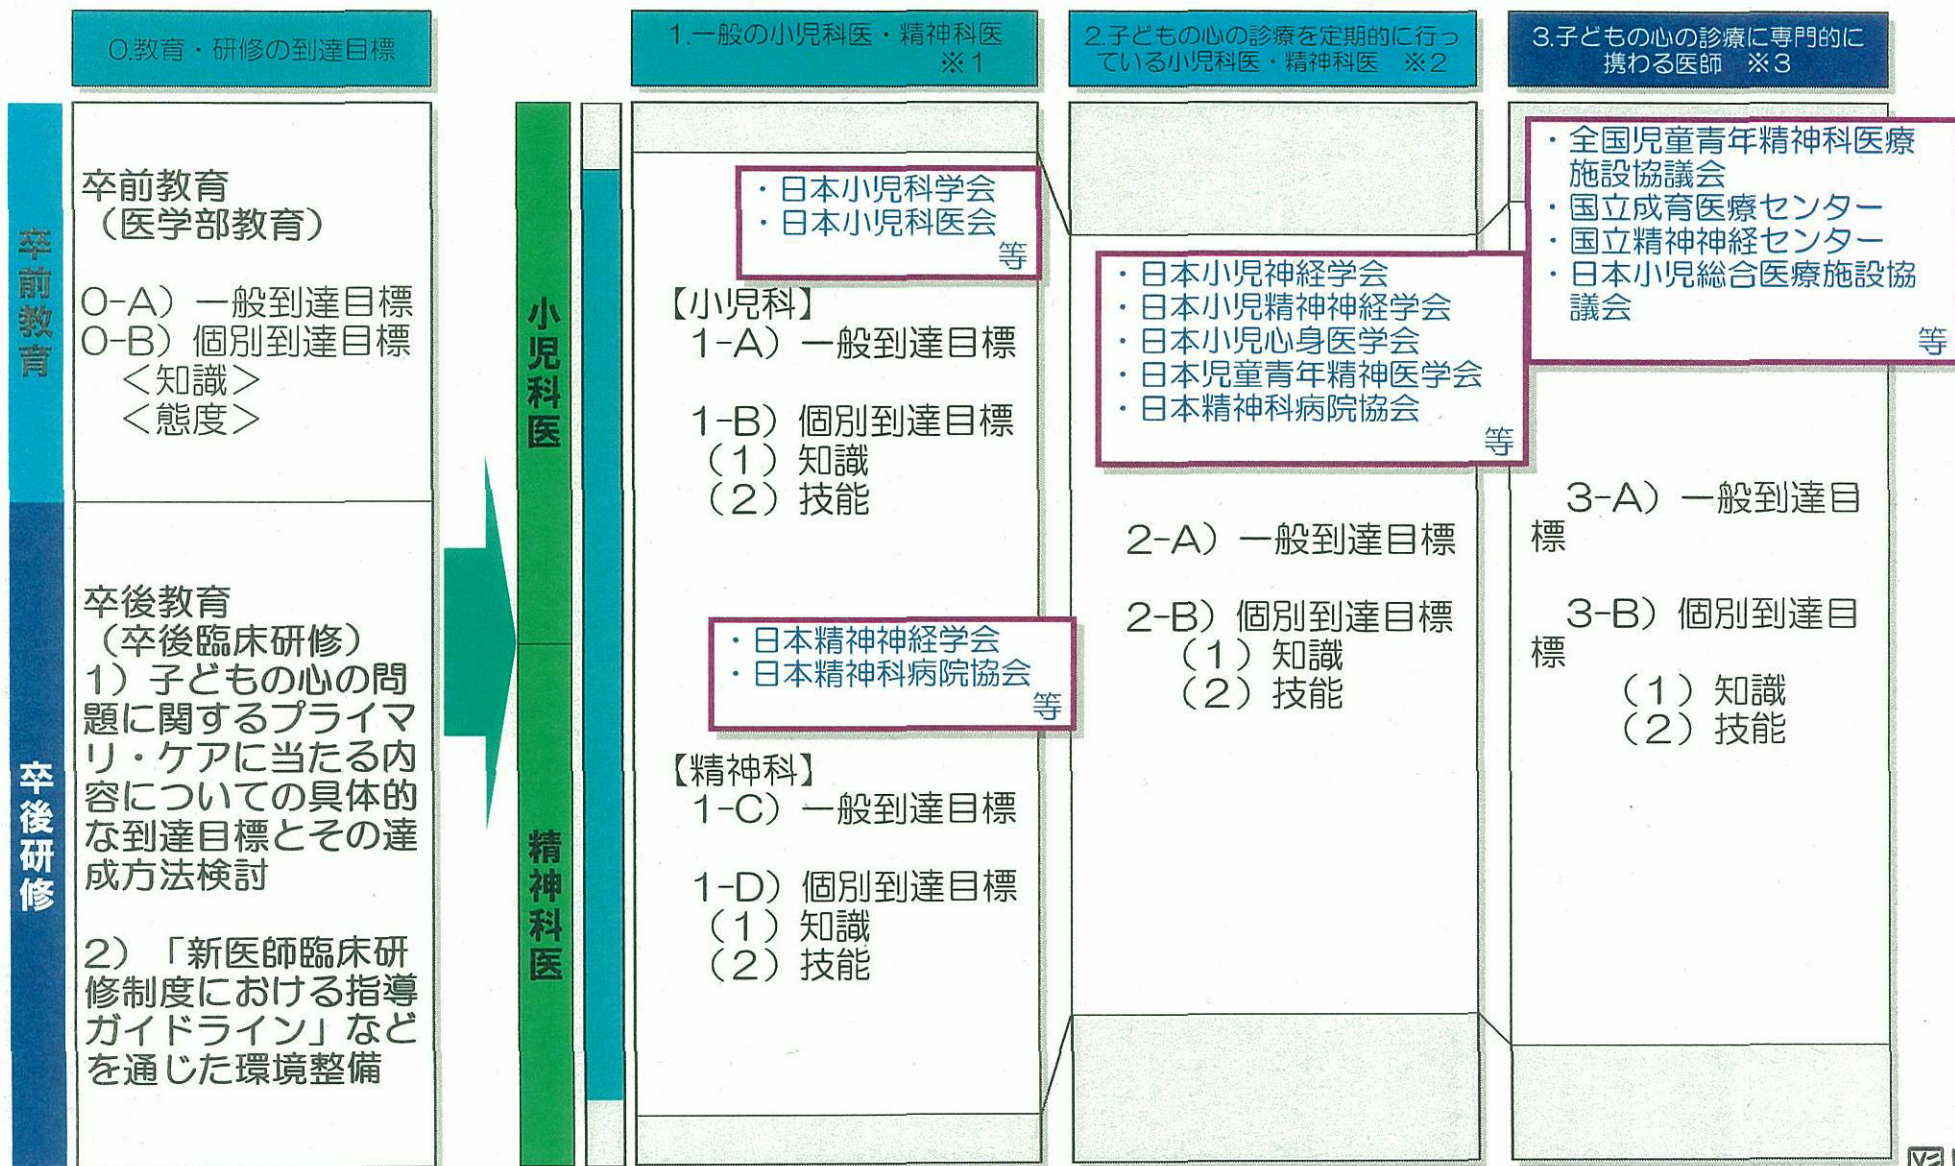 0.教育・研修の到達目標
1.一般の小児科医・精神科医
※1
2.子どもの心の診療を定期的に行っ
ている小児科医・精神科医　※2
3.子どもの心の診療に専門的に
携わる医師　※3
卒前教育
卒前教育
（医学部教育）
0-A）一般到達目標
0-B）個別到達目標
＜知識＞
＜態度＞
卒後研修
卒後教育
（卒後臨床研修）
1）子どもの心の問
題に関するプライマ
リ・ケアに当たる内
容についての具体的
な到達目標とその達
成方法検討
2）「新医師臨床研
修制度における指導
ガイドライン」など
を通じた環境整備
小児科医
精神科医
・日本小児科学会
・日本小児科医会
等
【小児科】
1-A）一般到達目標
1-B）個別到達目標
（1）知識
（2）技能
・日本精神神経学会
・日本精神科病院協会
等
【精神科】
1-C）一般到達目標
1-D）個別到達目標
（1）知識
（2）技能
・日本小児神経学会
・日本小児精神神経学会
・日本小児心身医学会
・日本児童青年精神医学会
・日本精神科病院協会
等
2-A）一般到達目標
2-B）個別到達目標
（1）知識
（2）技能
・全国児童青年精神科医療
施設協議会
・国立成育医療センター
・国立精神神経センター
・日本小児総合医療施設協
議会
等
3-A）一般到達目
標
3-B）個別到達目
標
（1）知識
（2）技能